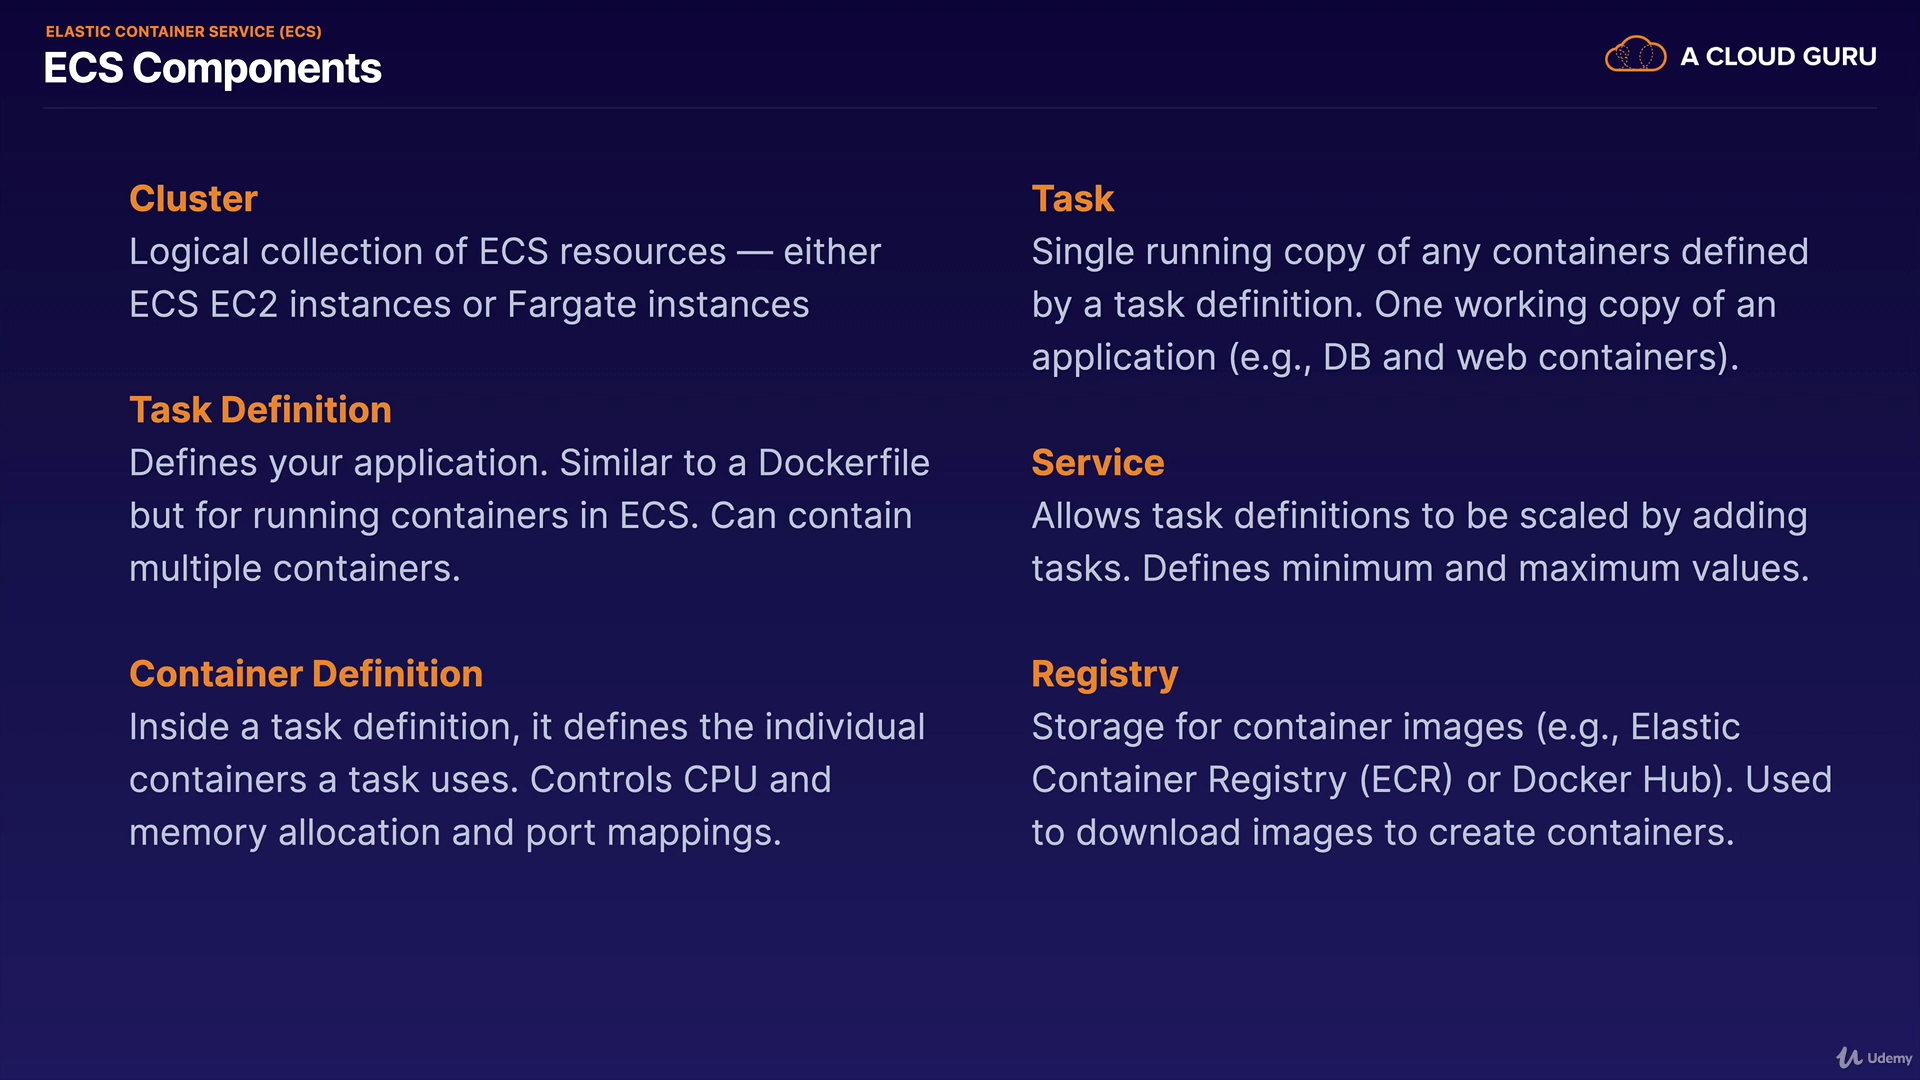 ELASTIC CONTAINER SERVICE (ECS)
ECS Components
A CLOUD GURU
Cluster
Logical collection of ECS resources — either
ECS EC2 instances or Fargate instances
Task Definition
Defines your application. Similar to a Dockerfile
but for running containers in ECS. Can contain
multiple containers.
Container Definition
Inside a task definition, it defines the individual
containers a task uses. Controls CPU and
memory allocation and port mappings.
Task
Single running copy of any containers defined
by a task definition. One working copy of an
application (e.g., DB and web containers).
Service
Allows task definitions to be scaled by adding
tasks. Defines minimum and maximum values.
Registry
Storage for container images (e.g., Elastic
Container Registry (ECR) or Docker Hub). Used
to download images to create containers.
Udemy